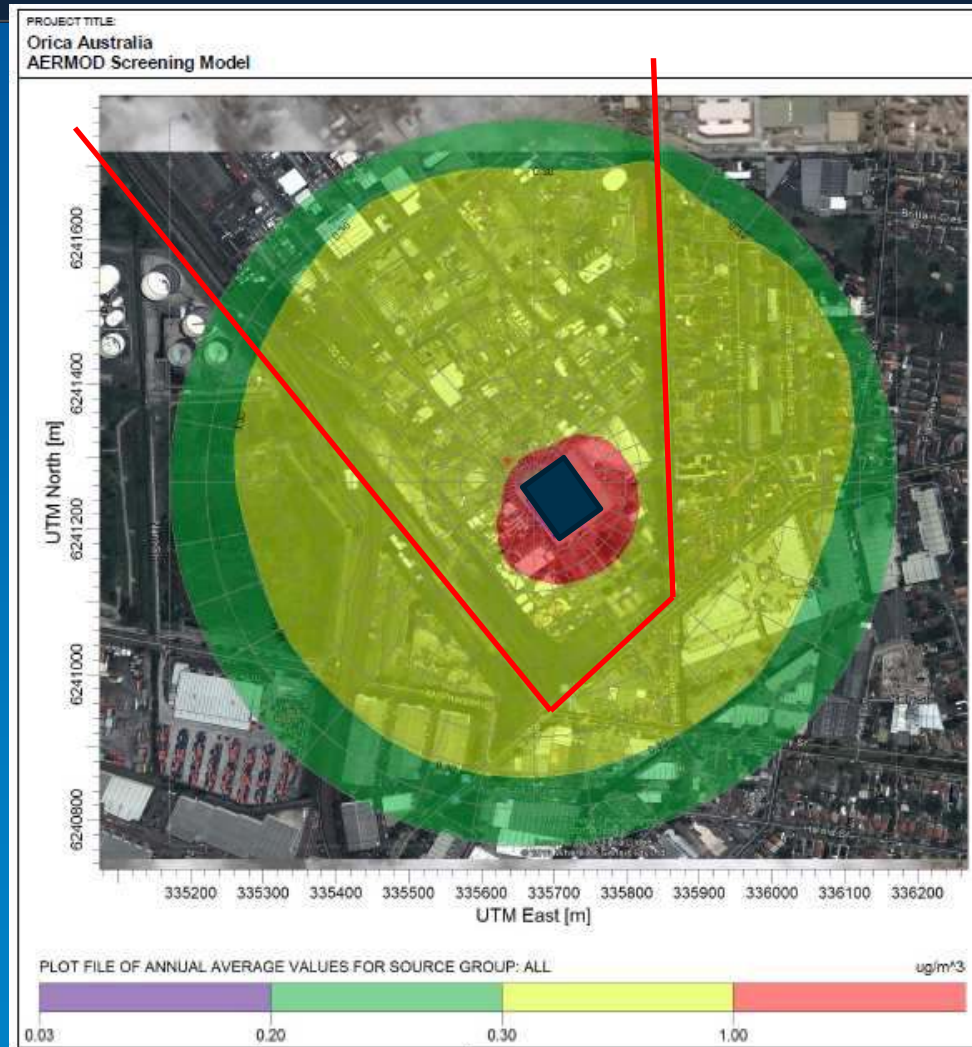 PROJECT TITLE:
Orica Australia
AERMOD Screening Model
0.30
6241600
6241400
6241200
6241000
6240800
UTM North [m]
335200 335300 335400 335500 335600 335700 335800 335900 336000 336100 336200
UTM East [m]
PLOT FILE OF ANNUAL AVERAGE VALUES FOR SOURCE GROUP: ALL
ug/m^3
0.03 0.20 0.30 1.00